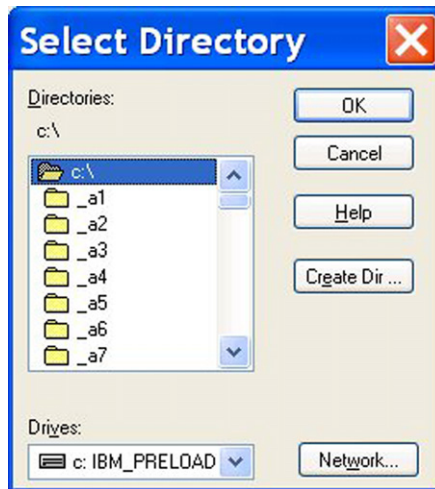 Select Directory
Directories:
c:\
c:\
_a1
_a2
_a3
_a4
_a5
_a6
_a7
Drives:
c: IBM_PRELOAD
OK
Cancel
Help
Create Dir ...
Network...